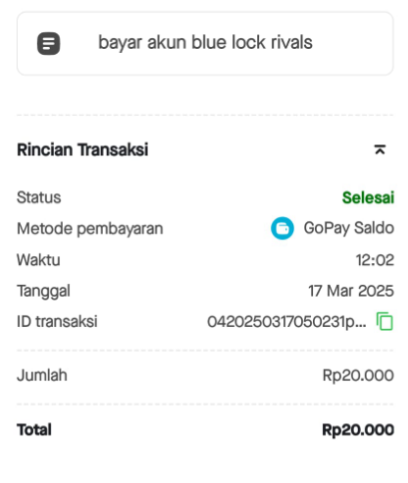 bayar akun blue lock rivals
Rincian Transaksi
Status Selesai
Metode pembayaran GoPay Saldo
Waktu 12:02
Tanggal 17 Mar 2025
ID transaksi 0420250317050231p...
Jumlah Rp20.000
Total Rp20.000